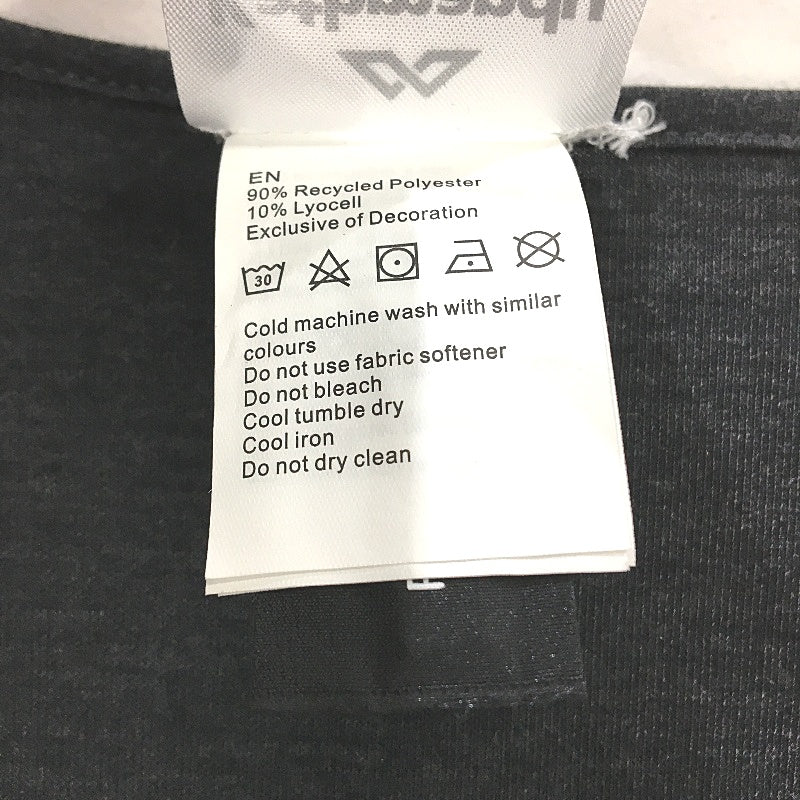 EN
90% Recycled Polyester
10% Lyocell
Exclusive of Decoration
30
Cold machine wash with similar
colours
Do not use fabric softener
Do not bleach
Cool tumble dry
Cool iron
Do not dry clean